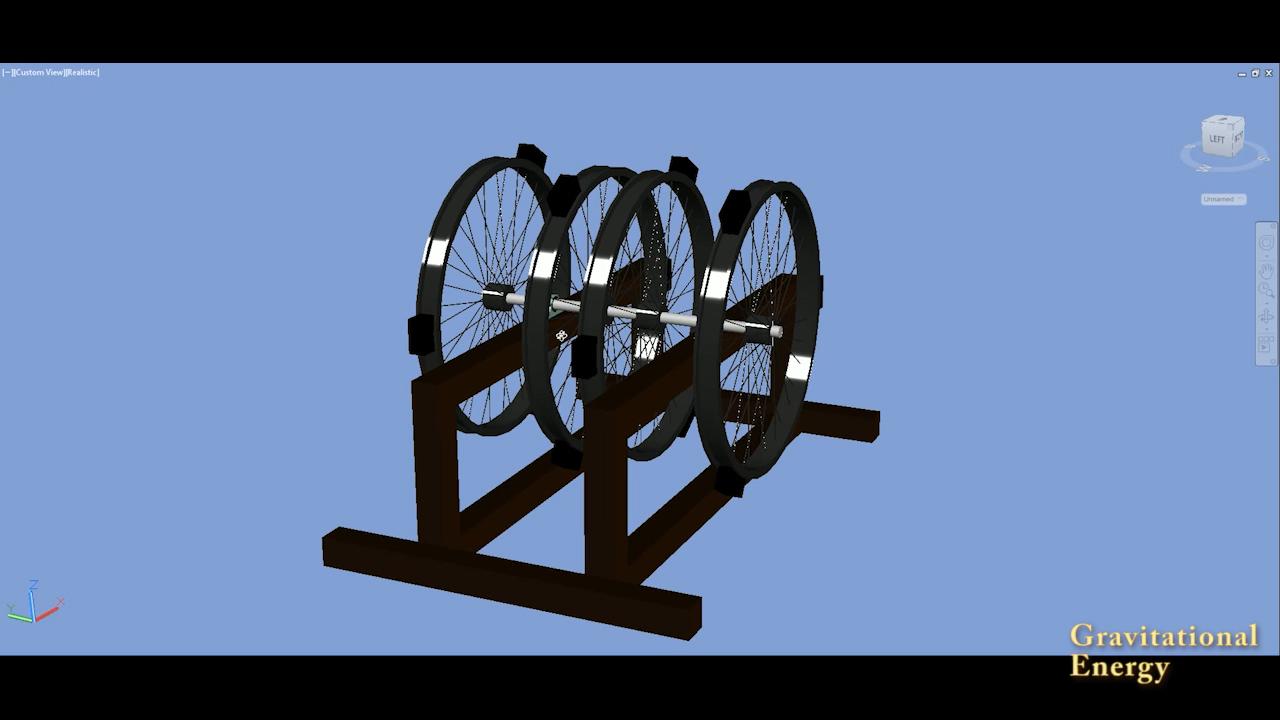 [−][Custom View][Realistic]
LEFT
Unnamed
Z
Y
X
Gravitational
Energy